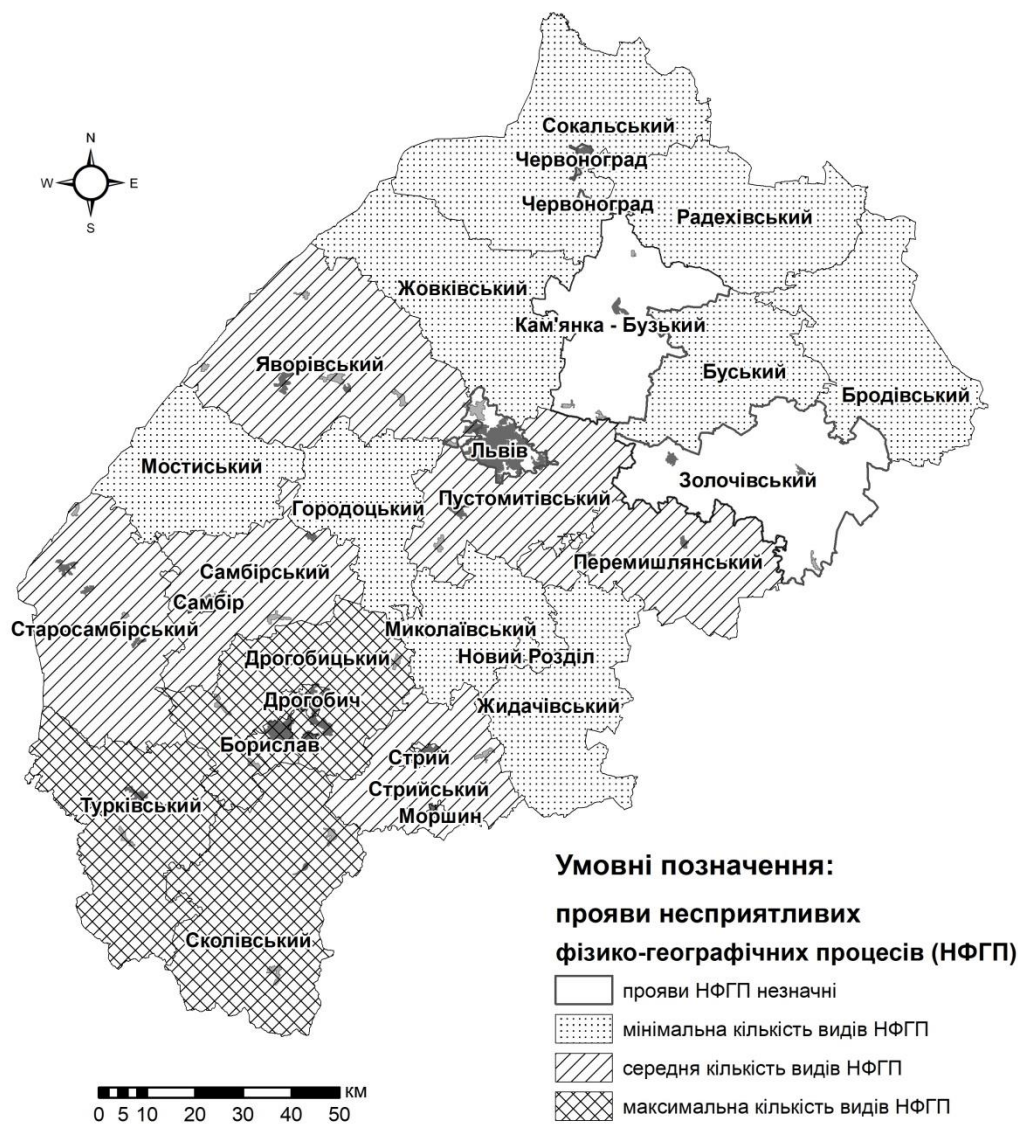 N
W E
S
Сокальський
Червоноград
Червоноград
Радехівський
Жовківський
Кам'янка - Бузький
Яворівський
Буський
Бродівський
Львів
Мостиський
Золочівський
Городоцький
Пустомитівський
Перемишлянський
Самбірський
Самбір
Старосамбірський
Миколаївський
Дрогобицький
Новий Розділ
Дрогобич
Жидачівський
Борислав
Стрий
Стрийський
Турківський
Моршин
Сколівський
Умовні позначення:
прояви несприятливих
фізико-географічних процесів (НФГП)
прояви НФГП незначні
мінімальна кількість видів НФГП
середня кількість видів НФГП
максимальна кількість видів НФГП
км
0 5 10 20 30 40 50